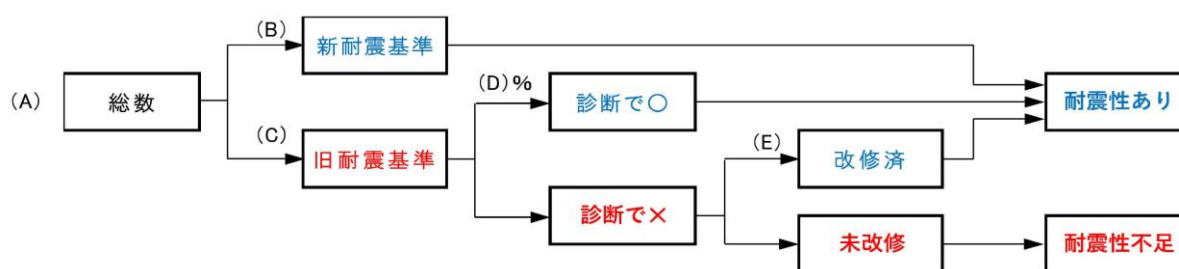 (A)
総数
(B)
新耐震基準
(C)
旧耐震基準
(D)%
診断で〇
診断で×
(E)
改修済
未改修
耐震性あり
耐震性不足